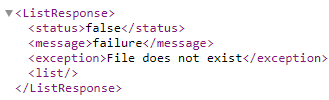 <ListResponse>
<status>false</status>
<message>failure</message>
<exception>File does not exist</exception>
<list/>
</ListResponse>